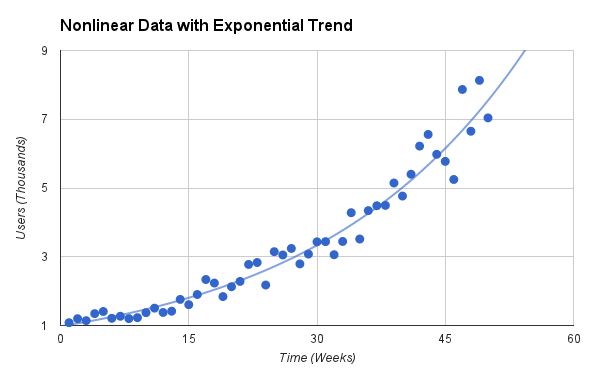 Nonlinear Data with Exponential Trend
9
7
5
3
1
Users (Thousands)
0 15 30 45 60
Time (Weeks)